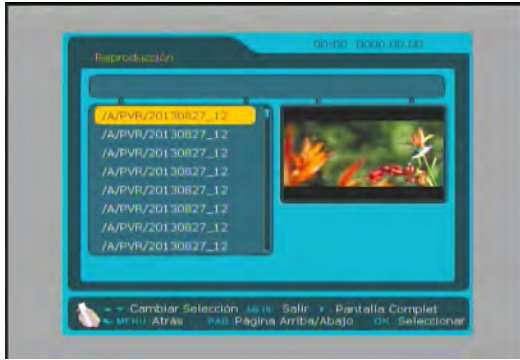 Reproducción
00-00 0000.00.00
/A/PVR/20130827_12
/A/PVR/20130827_12
/A/PVR/20130827_12
/A/PVR/20130827_12
/A/PVR/20130827_12
/A/PVR/20130827_12
/A/PVR/20130827_12
/A/PVR/20130827_12
Cambiar Selección Salir Pantalla Complet
MENU Atrás PAG Página Arriba/Abajo OK Seleccionar